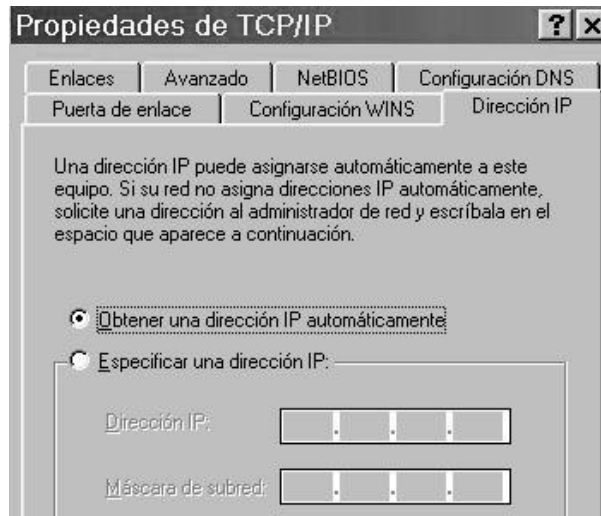 Propiedades de TCP/IP ? ×
Enlaces Avanzado NetBIOS Configuración DNS
Puerta de enlace Configuración WINS Dirección IP
Una dirección IP puede asignarse automáticamente a este
equipo. Si su red no asigna direcciones IP automáticamente,
solicite una dirección al administrador de red y escríbala en el
espacio que aparece a continuación.
Obtener una dirección IP automáticamente
Especificar una dirección IP:
Dirección IP: . . .
Máscara de subred: . . .